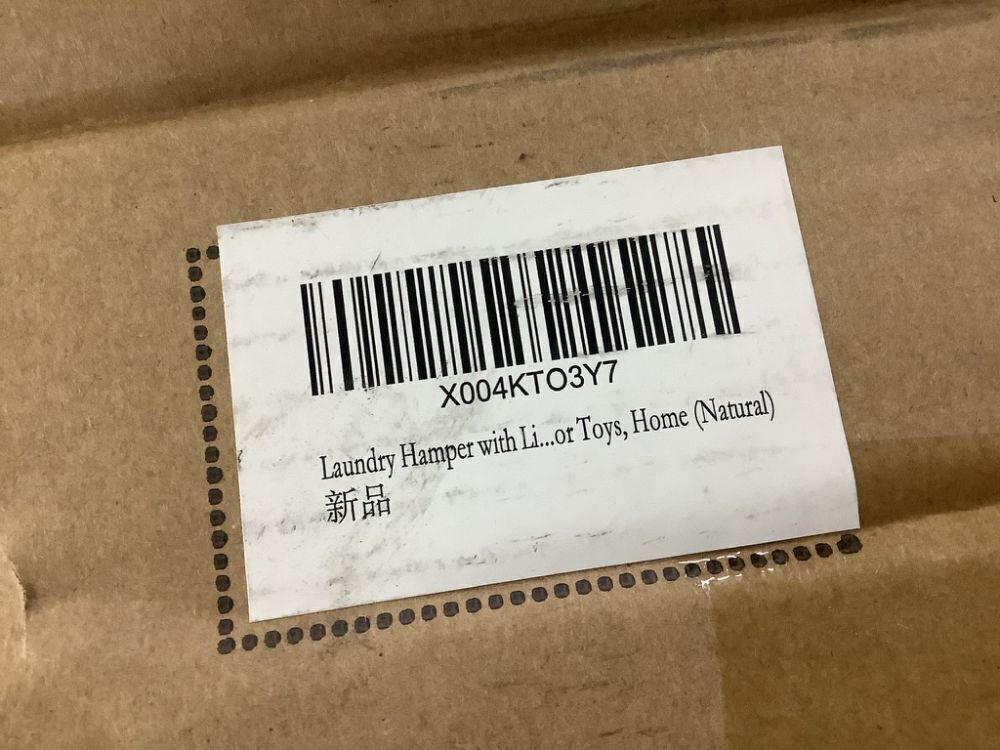 X004KTO3Y7
Laundry Hamper with Li...or Toys, Home (Natural)
新品